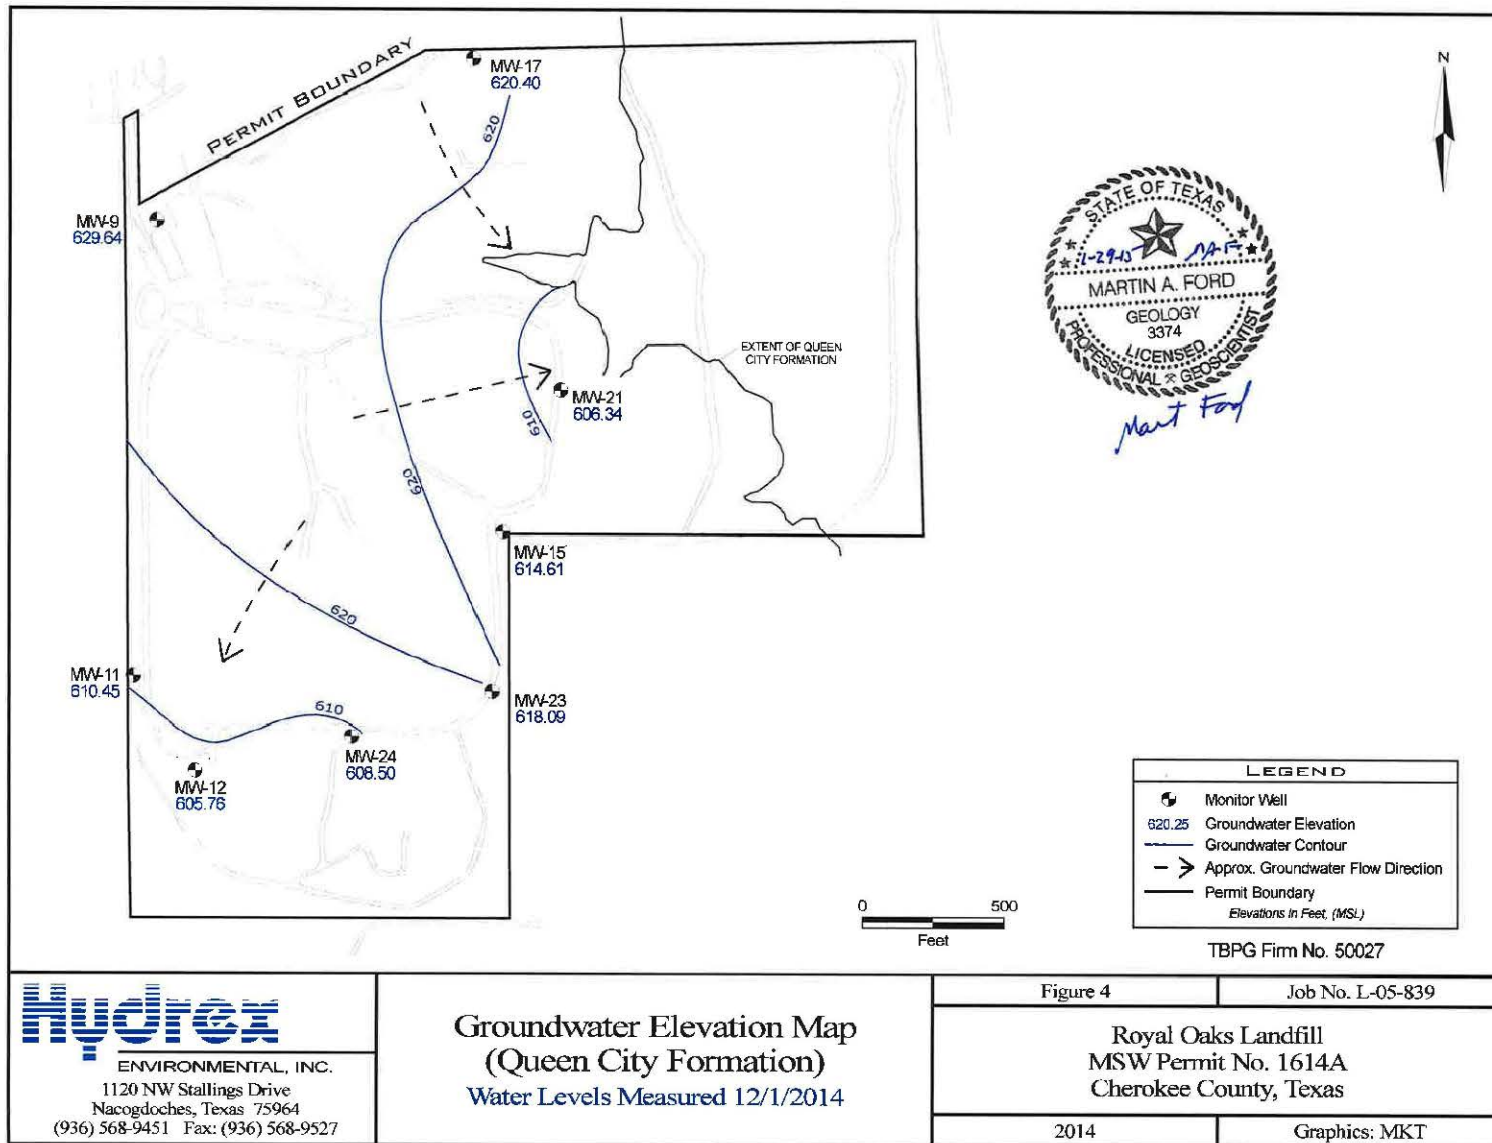 PERMIT BOUNDARY
MW-17
620.40
N
620
MW-9
629.64
STATE OF TEXAS
MARTIN A. FORD
GEOLOGY
3374
LICENSED
PROFESSIONAL GEOSCIENTIST
Mart Ford
EXTENT OF QUEEN
CITY FORMATION
MW-21
606.34
610
620
MW-15
614.61
620
MW-11
610.45
MW-23
618.09
610
MW-24
608.50
MW-12
605.76
LEGEND
Monitor Well
620.25 Groundwater Elevation
Groundwater Contour
Approx. Groundwater Flow Direction
Permit Boundary
Elevations in Feet, (MSL)
0 500
Feet
TBPG Firm No. 50027
Hydrex
ENVIRONMENTAL, INC.
1120 NW Stallings Drive
Nacogdoches, Texas 75964
(936) 568-9451 Fax: (936) 568-9527
Groundwater Elevation Map
(Queen City Formation)
Water Levels Measured 12/1/2014
Figure 4
Job No. L-05-839
Royal Oaks Landfill
MSW Permit No. 1614A
Cherokee County, Texas
2014
Graphics: MKT